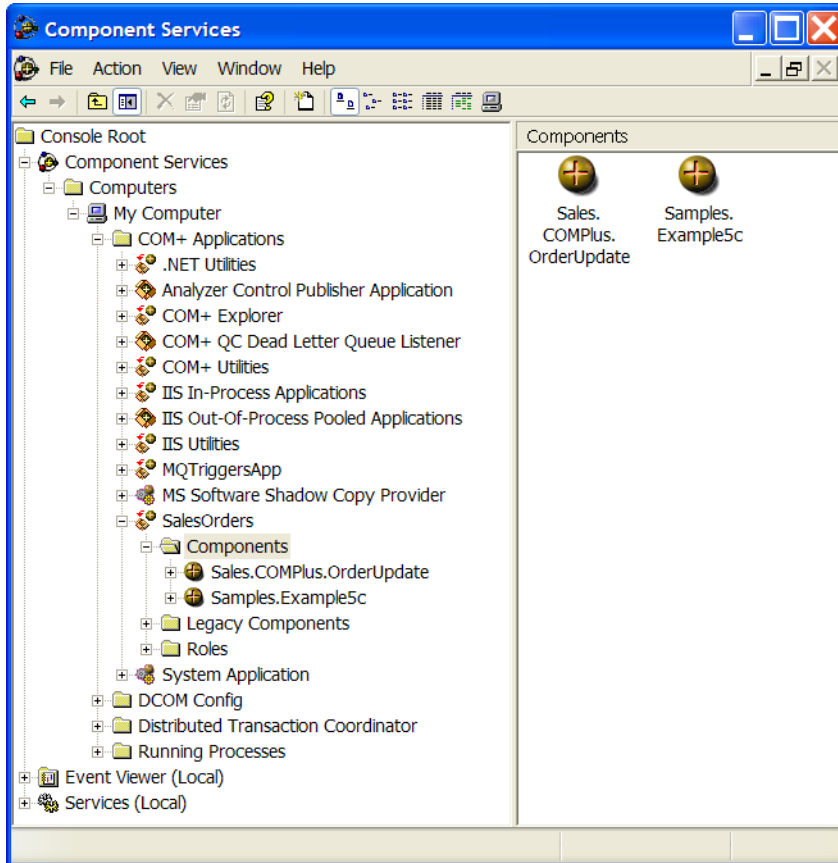 Component Services
File Action View Window Help
Console Root
Component Services
Computers
My Computer
COM+ Applications
.NET Utilities
Analyzer Control Publisher Application
COM+ Explorer
COM+ QC Dead Letter Queue Listener
COM+ Utilities
IIS In-Process Applications
IIS Out-Of-Process Pooled Applications
IIS Utilities
MQTriggersApp
MS Software Shadow Copy Provider
SalesOrders
Components
Sales.COMPlus.OrderUpdate
Samples.Example5c
Legacy Components
Roles
System Application
DCOM Config
Distributed Transaction Coordinator
Running Processes
Event Viewer (Local)
Services (Local)
Components
Sales.
COMPlus.
OrderUpdate
Samples.
Example5c